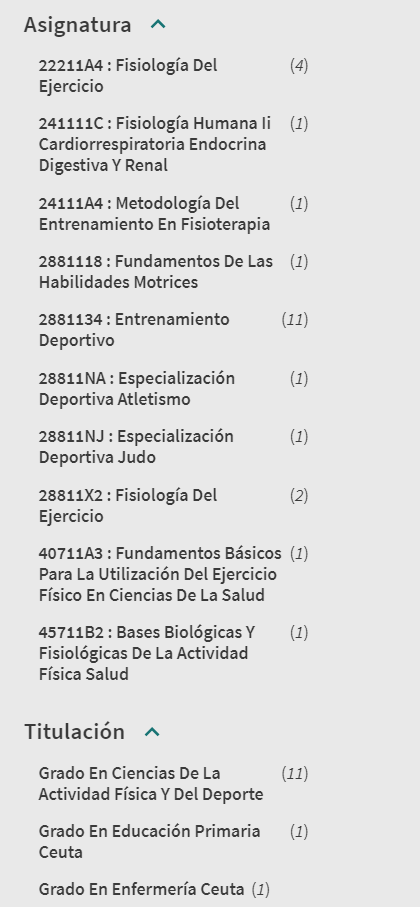 Asignatura
22211A4 : Fisiología Del (4)
Ejercicio
241111C : Fisiología Humana Ii (1)
Cardiorrespiratoria Endocrina
Digestiva Y Renal
24111A4 : Metodología Del (1)
Entrenamiento En Fisioterapia
2881118 : Fundamentos De Las (1)
Habilidades Motrices
2881134 : Entrenamiento (11)
Deportivo
28811NA : Especialización (1)
Deportiva Atletismo
28811NJ : Especialización (1)
Deportiva Judo
28811X2 : Fisiología Del (2)
Ejercicio
40711A3 : Fundamentos Básicos (1)
Para La Utilización Del Ejercicio
Físico En Ciencias De La Salud
45711B2 : Bases Biológicas Y (1)
Fisiológicas De La Actividad
Física Salud
Titulación
Grado En Ciencias De La (11)
Actividad Física Y Del Deporte
Grado En Educación Primaria (1)
Ceuta
Grado En Enfermería Ceuta (1)